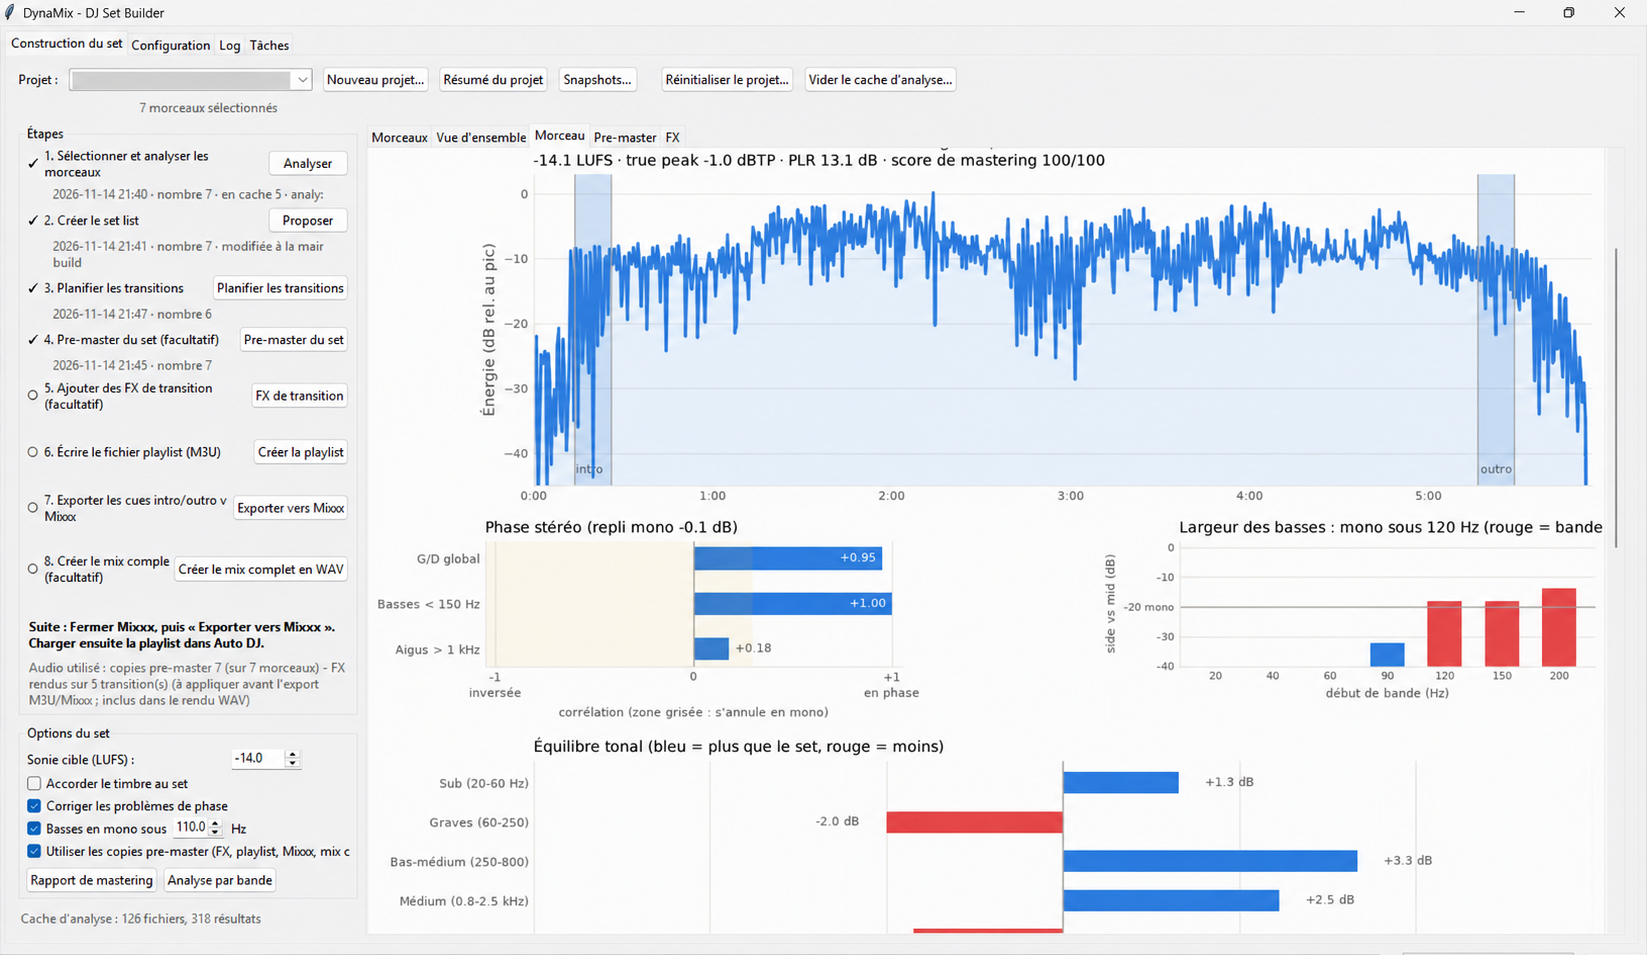 DynaMix - DJ Set Builder
Construction du set
Configuration
Log
Tâches
Projet :
Nouveau projet...
Résumé du projet
Snapshots...
Réinitialiser le projet...
Vider le cache d'analyse...
7 morceaux sélectionnés
Étapes
1. Sélectionner et analyser les
morceaux
Analyser
2026-11-14 21:40 · nombre 7 · en cache 5 · analy:
2. Créer le set list
Proposer
2026-11-14 21:41 · nombre 7 · modifiée à la mair
build
3. Planifier les transitions
Planifier les transitions
2026-11-14 21:47 · nombre 6
4. Pre-master du set (facultatif)
Pre-master du set
2026-11-14 21:45 · nombre 7
5. Ajouter des FX de transition
(facultatif)
FX de transition
6. Écrire le fichier playlist (M3U)
Créer la playlist
7. Exporter les cues intro/outro v
Mixxx
Exporter vers Mixxx
8. Créer le mix comple
(facultatif)
Créer le mix complet en WAV
Suite : Fermer Mixxx, puis « Exporter vers Mixxx ».
Charger ensuite la playlist dans Auto DJ.
Audio utilisé : copies pre-master 7 (sur 7 morceaux) - FX
rendus sur 5 transition(s) (à appliquer avant l'export
M3U/Mixxx ; inclus dans le rendu WAV)
Options du set
Sonie cible (LUFS) :
-14.0
Accorder le timbre au set
Corriger les problèmes de phase
Basses en mono sous 110.0 Hz
Utiliser les copies pre-master (FX, playlist, Mixxx, mix c
Rapport de mastering
Analyse par bande
Cache d'analyse : 126 fichiers, 318 résultats
Morceaux
Vue d'ensemble
Morceau
Pre-master
FX
-14.1 LUFS · true peak -1.0 dBTP · PLR 13.1 dB · score de mastering 100/100
Énergie (dB rel. au pic)
0
−10
−20
−30
−40
intro
outro
0:00
1:00
2:00
3:00
4:00
5:00
Phase stéréo (repli mono -0.1 dB)
G/D global
+0.95
Basses < 150 Hz
+1.00
Aigus > 1 kHz
+0.18
-1
inversée
0
+1
en phase
corrélation (zone grisée : s'annule en mono)
Largeur des basses : mono sous 120 Hz (rouge = bande
side vs mid (dB)
0
-10
-20 mono
-30
-40
20
40
60
90
120
150
200
début de bande (Hz)
Équilibre tonal (bleu = plus que le set, rouge = moins)
Sub (20-60 Hz)
+1.3 dB
Graves (60-250)
-2.0 dB
Bas-médium (250-800)
+3.3 dB
Médium (0.8-2.5 kHz)
+2.5 dB